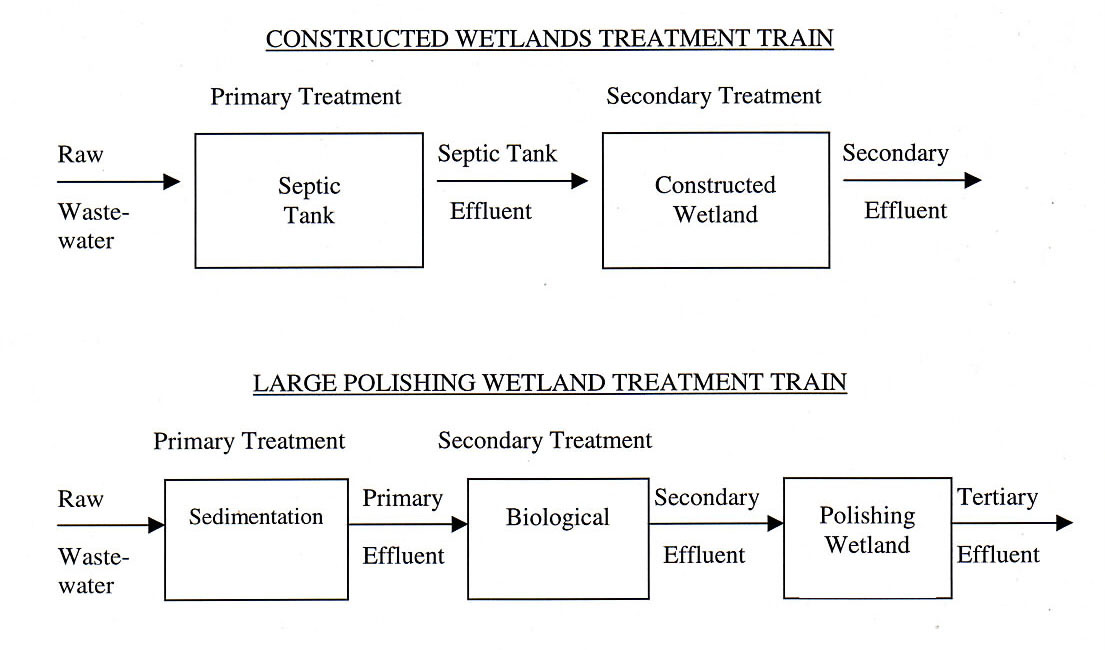 CONSTRUCTED WETLANDS TREATMENT TRAIN
Primary Treatment
Secondary Treatment
Raw
Waste-
water
Septic
Tank
Septic Tank
Effluent
Constructed
Wetland
Secondary
Effluent
LARGE POLISHING WETLAND TREATMENT TRAIN
Primary Treatment
Secondary Treatment
Raw
Waste-
water
Sedimentation
Primary
Effluent
Biological
Secondary
Effluent
Polishing
Wetland
Tertiary
Effluent